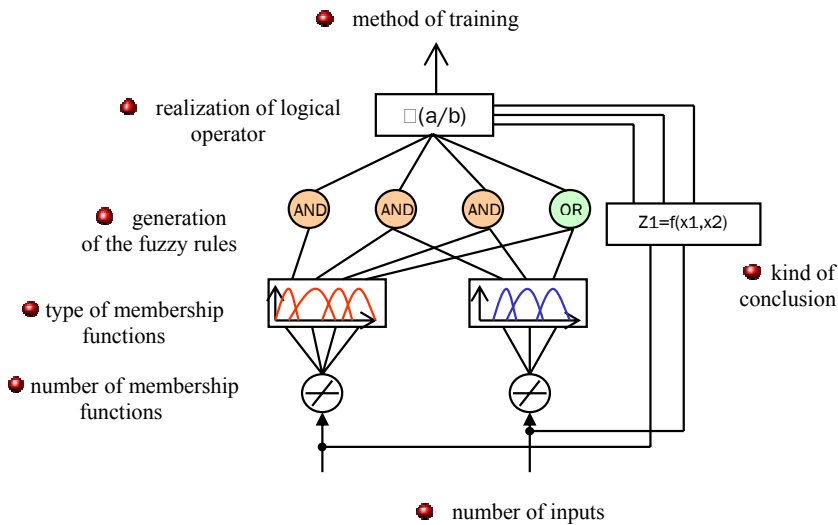 method of training
realization of logical
operator
□(a/b)
AND
AND
AND
OR
generation
of the fuzzy rules
Z1=f(x1,x2)
kind of
conclusion
type of membership
functions
number of membership
functions
number of inputs